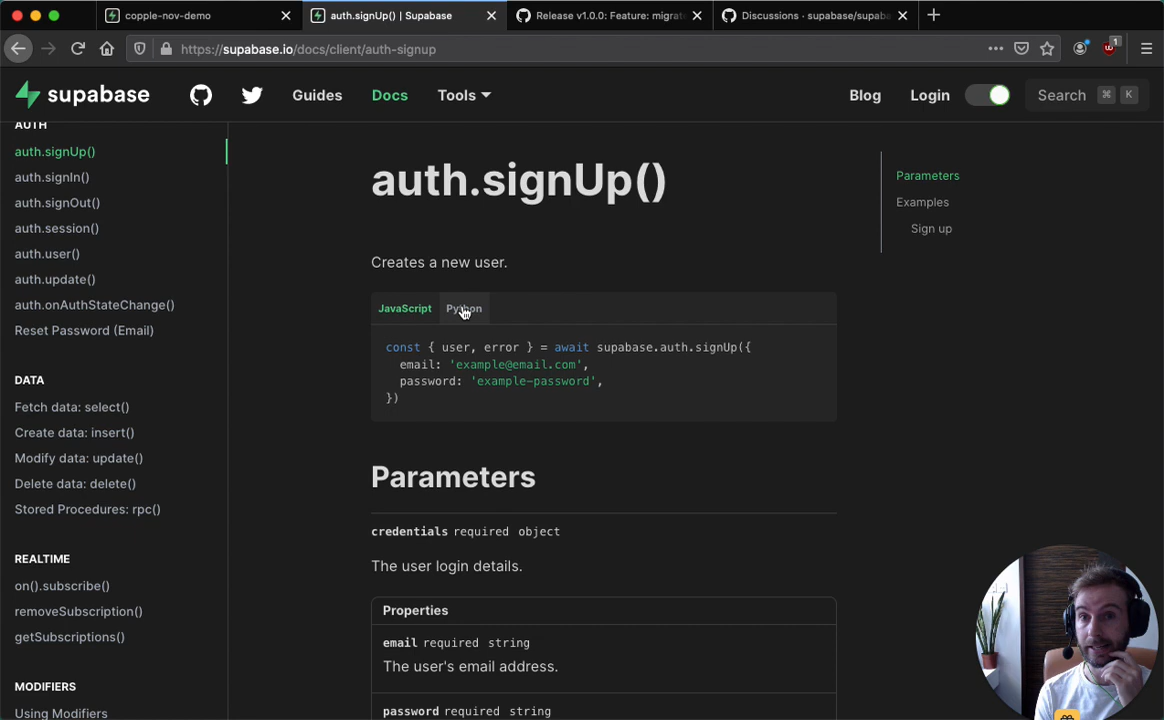 copple-nov-demo
auth.signUp() | Supabase
Release v1.0.0: Feature: migrat
Discussions · supabase/supaba
https://supabase.io/docs/client/auth-signup
1
supabase
Guides
Docs
Tools
Blog
Login
Search
⌘
K
AUTH
auth.signUp()
auth.signIn()
auth.signOut()
auth.session()
auth.user()
auth.update()
auth.onAuthStateChange()
Reset Password (Email)
DATA
Fetch data: select()
Create data: insert()
Modify data: update()
Delete data: delete()
Stored Procedures: rpc()
REALTIME
on().subscribe()
removeSubscription()
getSubscriptions()
MODIFIERS
Using Modifiers
auth.signUp()
Creates a new user.
JavaScript
Python
const { user, error } = await supabase.auth.signUp({
email: 'example@email.com',
password: 'example-password',
})
Parameters
credentials required object
The user login details.
Properties
email required string
The user's email address.
password required string
Parameters
Examples
Sign up